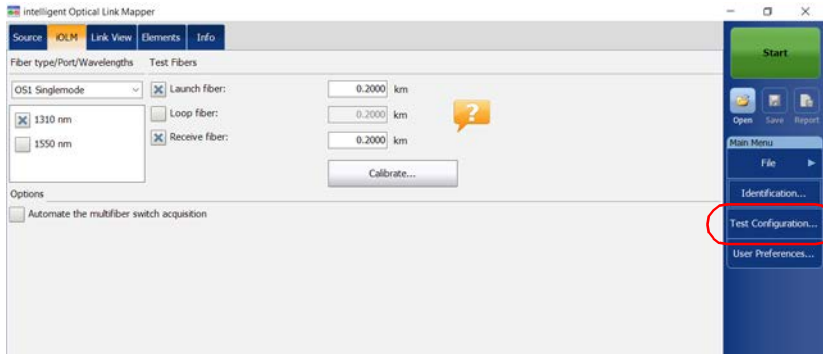 intelligent Optical Link Mapper
Source iOLM Link View Elements Info
Fiber type/Port/Wavelengths
OS1 Singlemode
1310 nm
1550 nm
Test Fibers
Launch fiber: 0.2000 km
Loop fiber: 0.2000 km
Receive fiber: 0.2000 km
?
Calibrate...
Options
Automate the multifiber switch acquisition
Start
Open Save Report
Main Menu
File
Identification...
Test Configuration...
User Preferences...